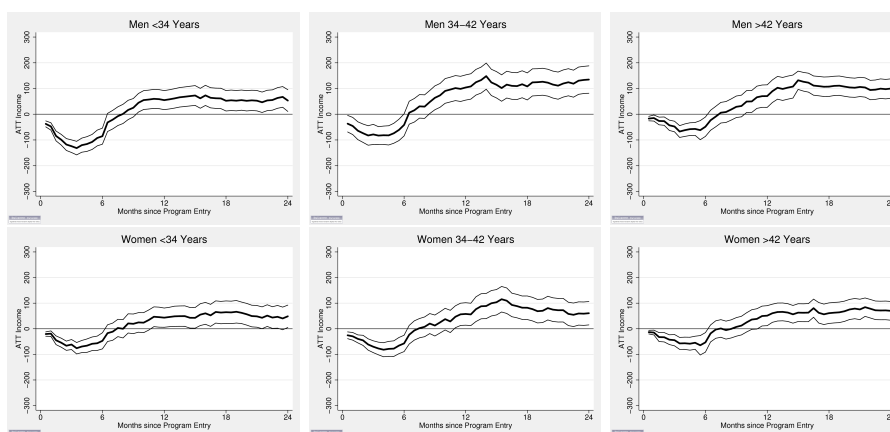 Men <34 Years
ATT Income
300
200
100
0
−100
−200
−300
0 6 12 18 24
Months since Program Entry
Men 34−42 Years
ATT Income
300
200
100
0
−100
−200
−300
0 6 12 18 24
Months since Program Entry
Men >42 Years
ATT Income
300
200
100
0
−100
−200
−300
0 6 12 18 24
Months since Program Entry
Women <34 Years
ATT Income
300
200
100
0
−100
−200
−300
0 6 12 18 24
Months since Program Entry
Women 34−42 Years
ATT Income
300
200
100
0
−100
−200
−300
0 6 12 18 24
Months since Program Entry
Women >42 Years
ATT Income
300
200
100
0
−100
−200
−300
0 6 12 18
Months since Program Entry